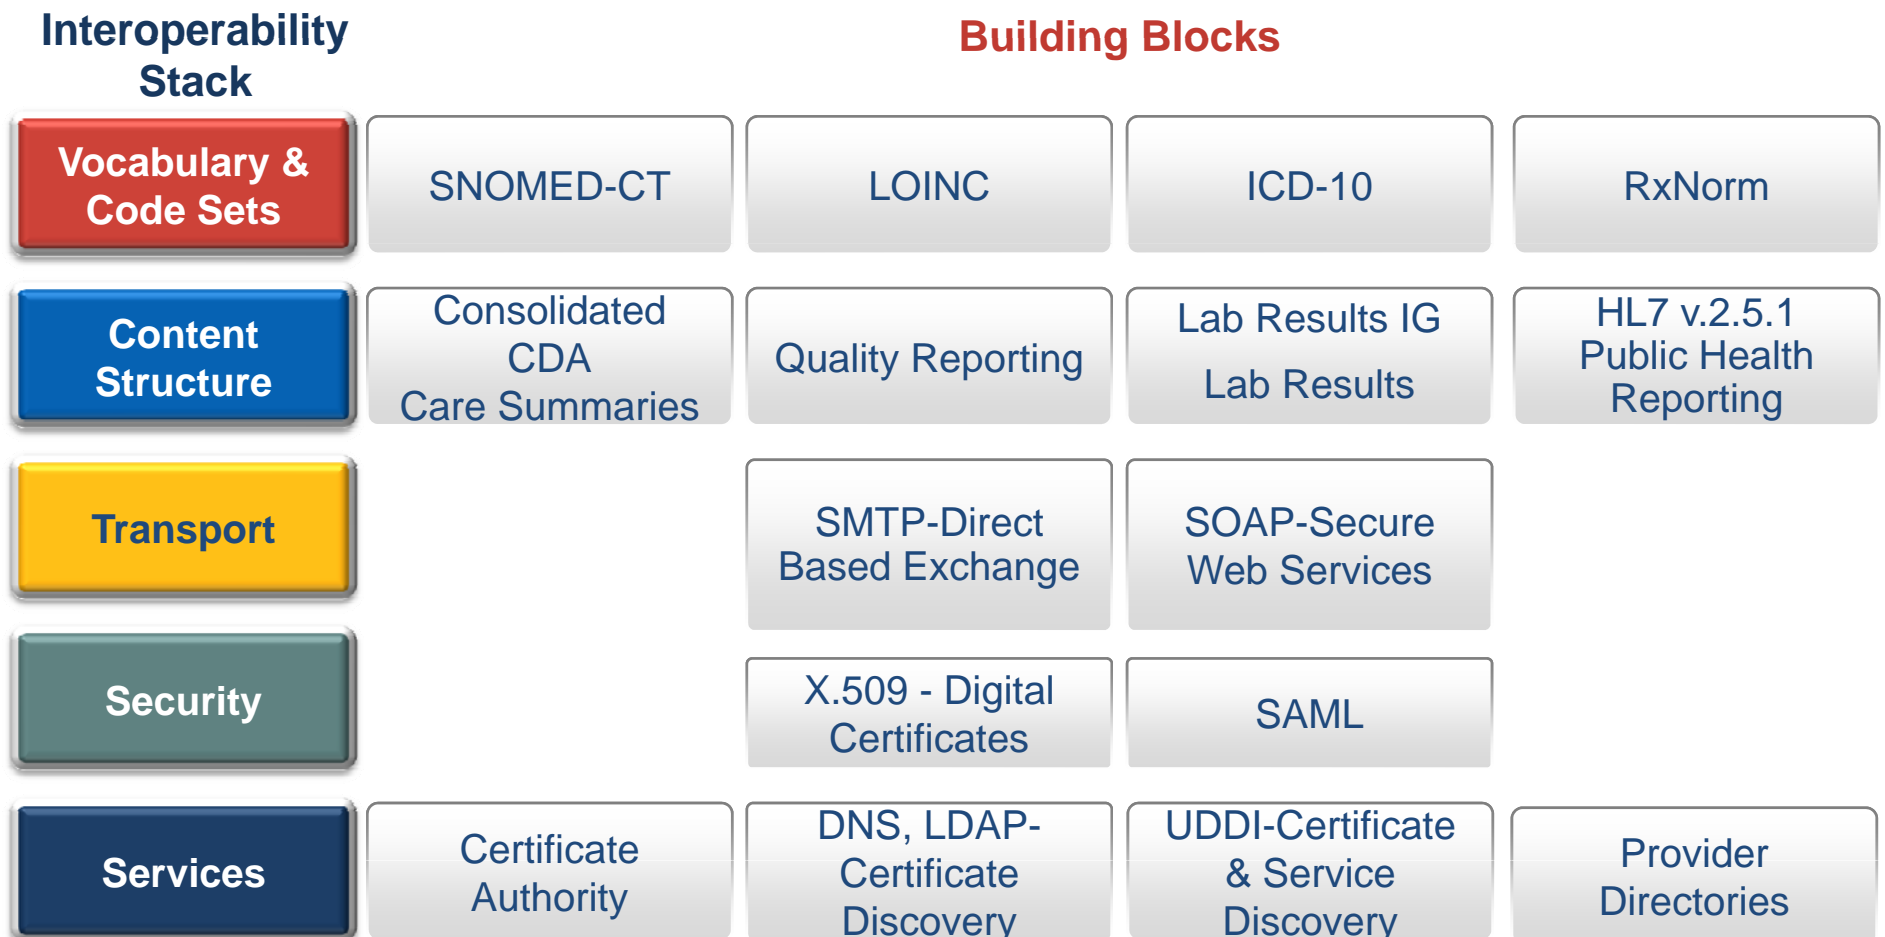 Interoperability
Stack
Building Blocks
Vocabulary &
Code Sets
SNOMED-CT
LOINC
ICD-10
RxNorm
Content
Structure
Consolidated
CDA
Care Summaries
Quality Reporting
Lab Results IG
Lab Results
HL7 v.2.5.1
Public Health
Reporting
Transport
SMTP-Direct
Based Exchange
SOAP-Secure
Web Services
Security
X.509 - Digital
Certificates
SAML
Services
Certificate
Authority
DNS, LDAP-
Certificate
Discovery
UDDI-Certificate
& Service
Discovery
Provider
Directories